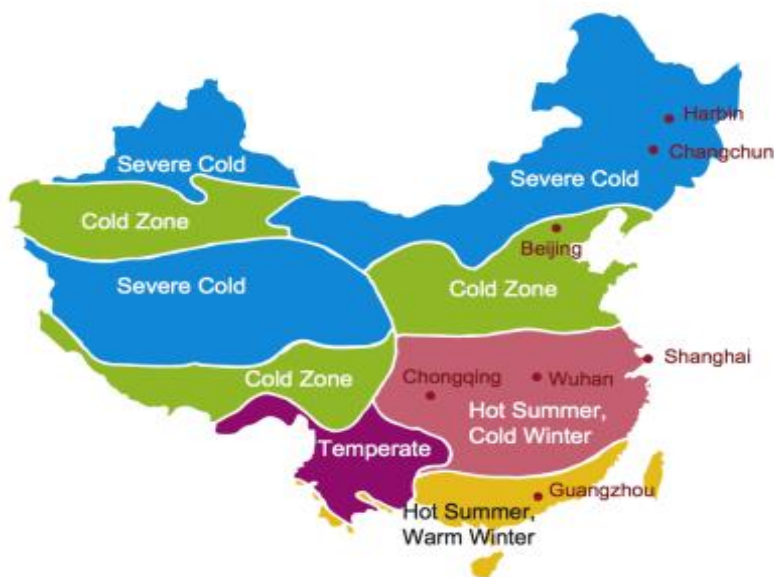 Harbin
Changchun
Severe Cold
Severe Cold
Cold Zone
Beijing
Severe Cold
Cold Zone
Shanghai
Cold Zone
Chongqing
Wuhan
Hot Summer,
Cold Winter
Temperate
Guangzhou
Hot Summer,
Warm Winter